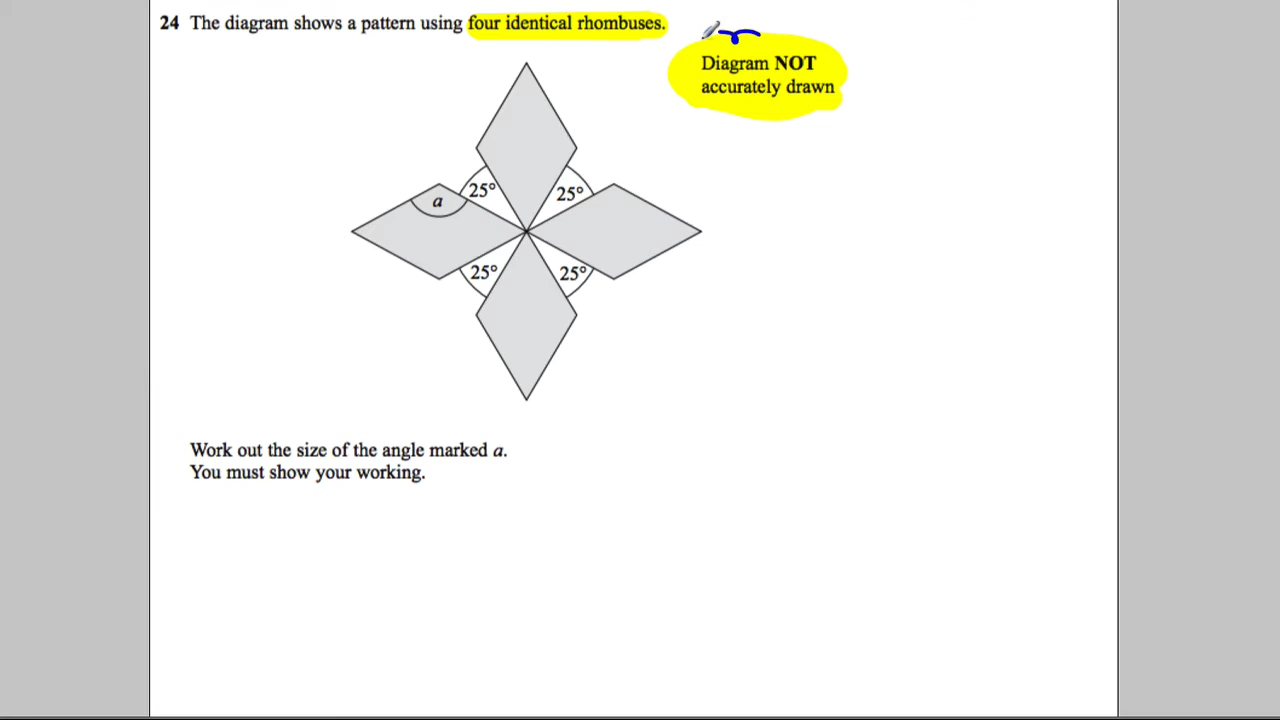 24 The diagram shows a pattern using four identical rhombuses.
Diagram NOT
accurately drawn
25°
25°
a
25°
25°
Work out the size of the angle marked a.
You must show your working.